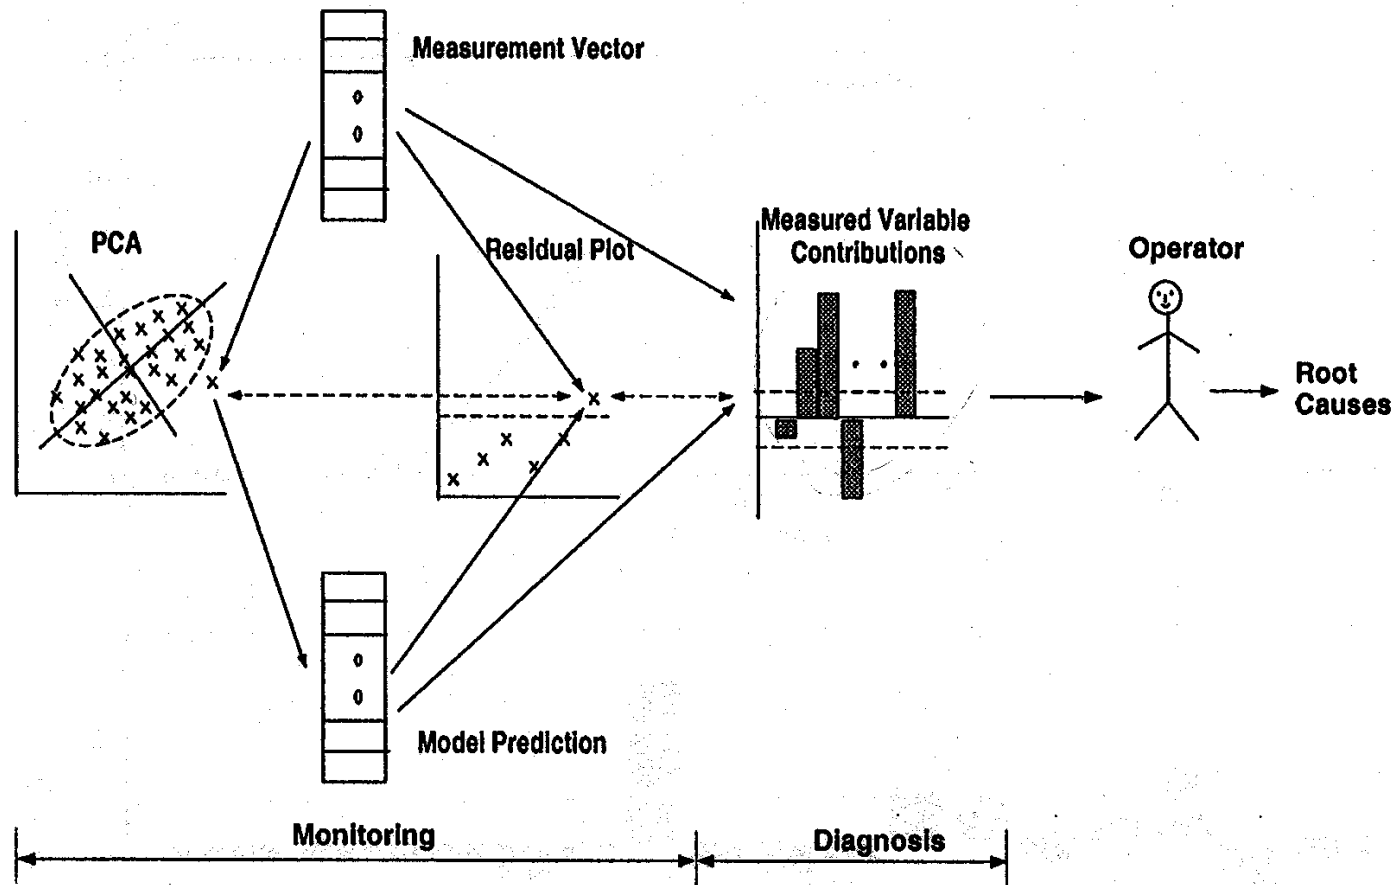 Measurement Vector
PCA
Residual Plot
Measured Variable
Contributions
Operator
Root
Causes
Model Prediction
Monitoring
Diagnosis